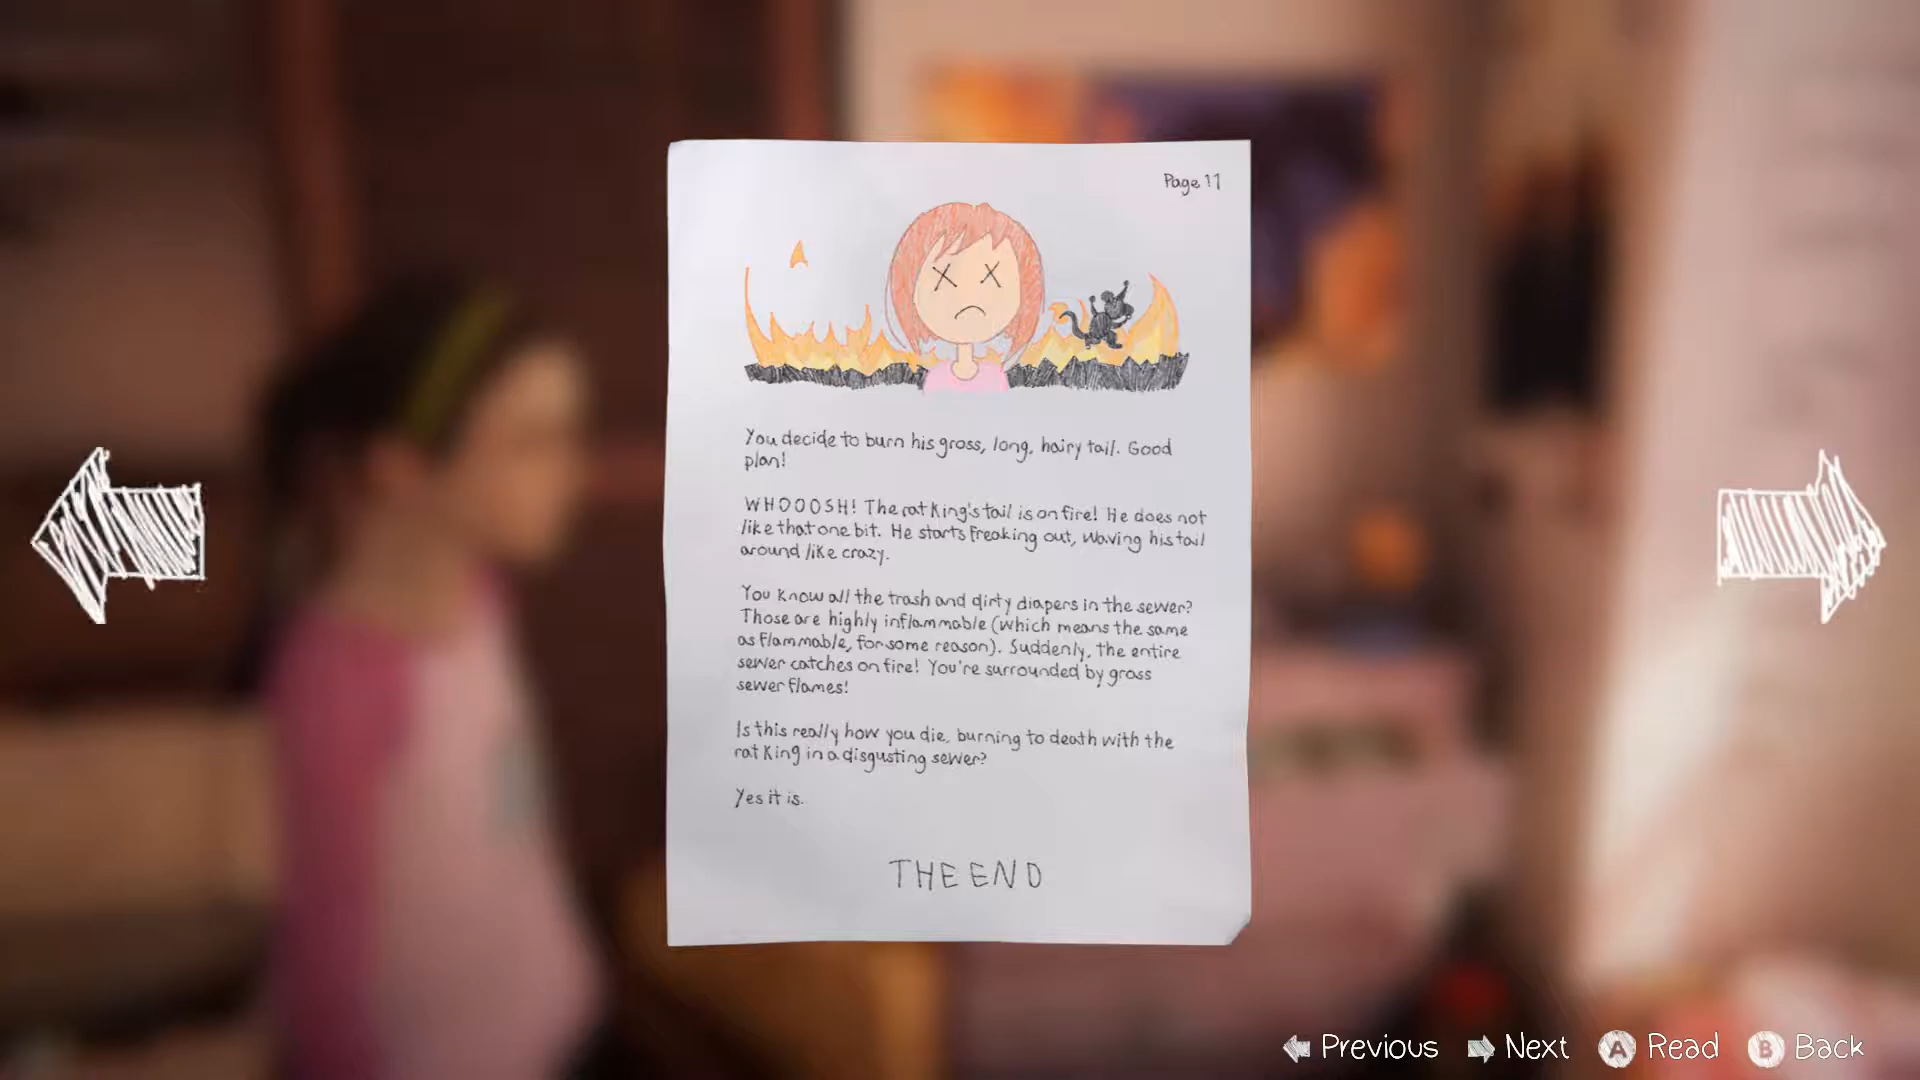 Page 11
You decide to burn his gross, long, hairy tail. Good
plan!
WHOOOSH! The rat king's tail is on fire! He does not
like that one bit. He starts freaking out, waving his tail
around like crazy.
You know all the trash and dirty diapers in the sewer?
Those are highly inflammable (which means the same
as flammable, for some reason). Suddenly, the entire
sewer catches on fire! You're surrounded by gross
sewer flames!
Is this really how you die, burning to death with the
rat king in a disgusting sewer?
Yes it is.
THE END
Previous Next A Read B Back